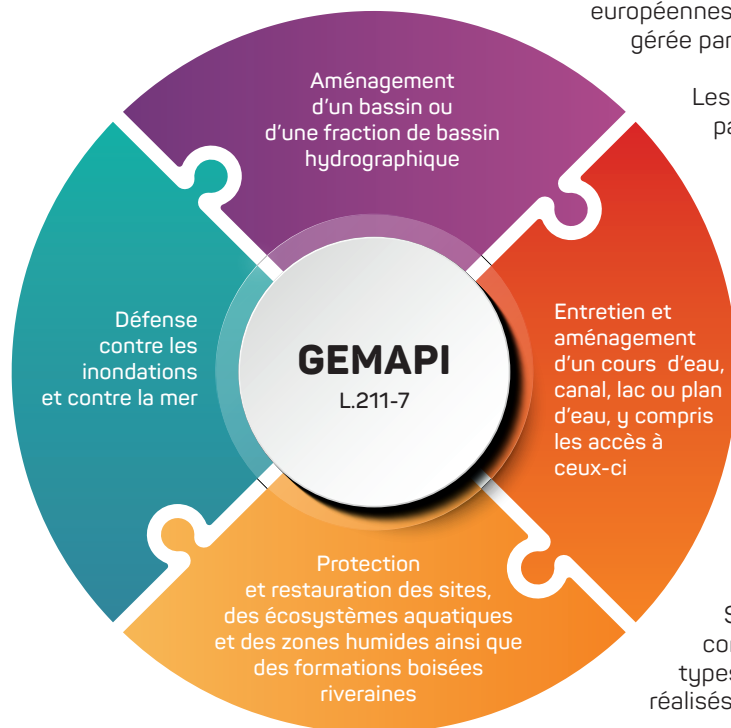 européennes
gérée par
Les
pa
Aménagement
d'un bassin ou
d'une fraction de bassin
hydrographique
Défense
contre les
inondations
et contre la mer
GEMAPI
L.211-7
Entretien et
aménagement
d'un cours d'eau,
canal, lac ou plan
d'eau, y compris
les accès à
ceux-ci
Protection
et restauration des sites,
des écosystèmes aquatiques
et des zones humides ainsi que
des formations boisées
riveraines
S
con
types
réalisés